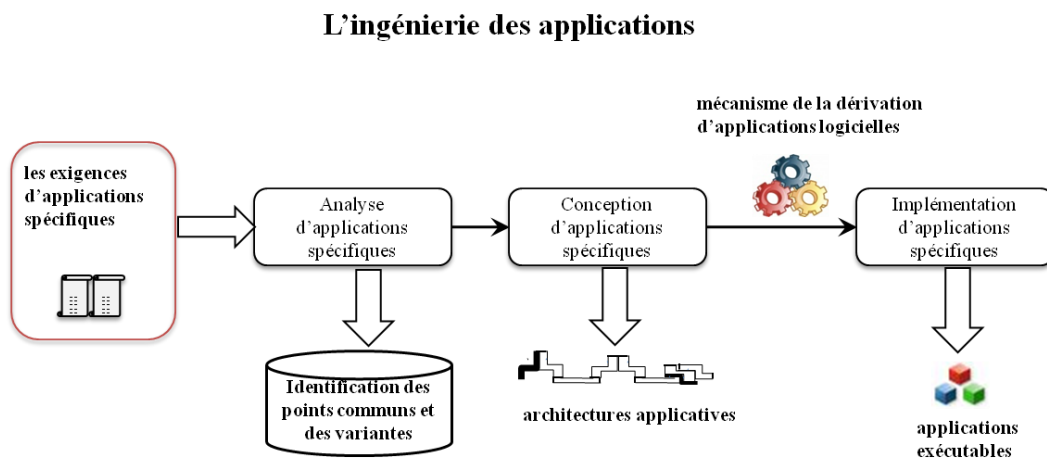 L'ingénierie des applications
mécanisme de la dérivation
d'applications logicielles
les exigences
d'applications
spécifiques
Analyse
d'applications
spécifiques
Conception
d'applications
spécifiques
Implémentation
d'applications
spécifiques
Identification des
points communs et
des variantes
architectures applicatives
applications
exécutables